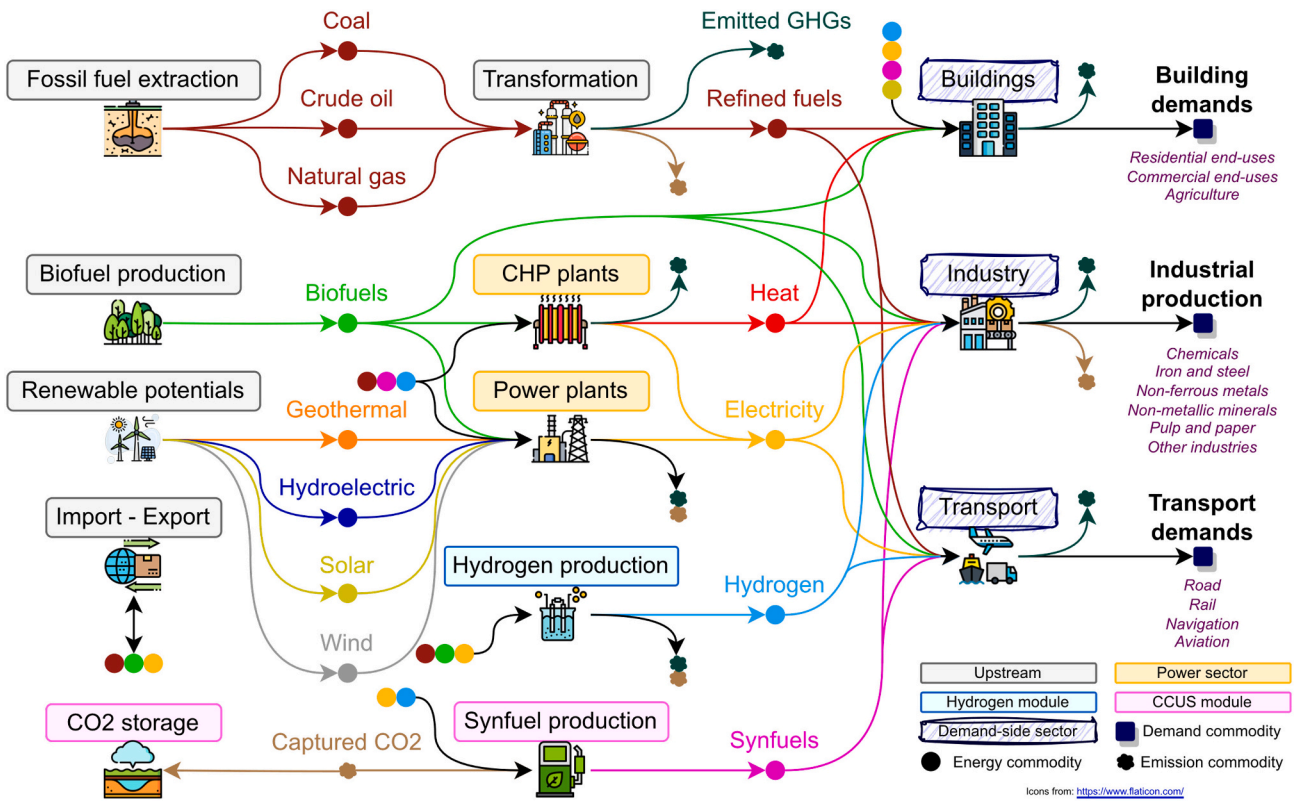 Coal
Emitted GHGs
Fossil fuel extraction
Transformation
Buildings
Building
demands
Crude oil
Refined fuels
Natural gas
Residential end-uses
Commercial end-uses
Agriculture
Biofuel production
Biofuels
CHP plants
Heat
Industry
Industrial
production
Chemicals
Iron and steel
Non-ferrous metals
Non-metallic minerals
Pulp and paper
Other industries
Renewable potentials
Geothermal
Power plants
Electricity
Hydroelectric
Import - Export
Solar
Hydrogen production
Hydrogen
Transport
Transport
demands
Road
Rail
Navigation
Aviation
Wind
CO2 storage
Captured CO2
Synfuel production
Synfuels
Upstream
Power sector
Hydrogen module
CCUS module
Demand-side sector
Demand commodity
Energy commodity
Emission commodity
Icons from: https://www.flaticon.com/